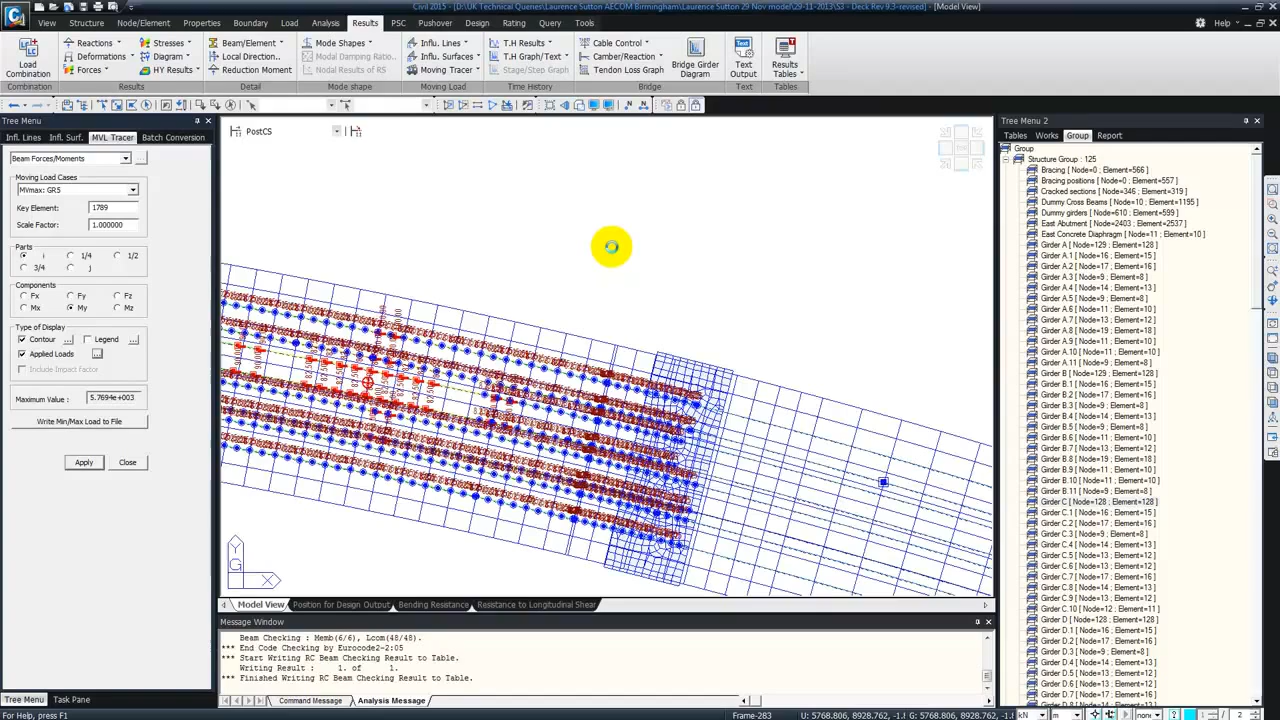 Civil 2015 - [D:\UK Technical Queries\Laurence Sutton AECOM Birmingham\Laurence Sutton 29 Nov model\29-11-2013\S3 - Deck Rev 9.3-revised] - [Model View]
View Structure Node/Element Properties Boundary Load Analysis Results PSC Pushover Design Rating Query Tools Help
Load Combination
Combination
Reactions
Deformations
Forces
Stresses
Diagram
HY Results
Results
Beam/Element
Local Direction..
Reduction Moment
Detail
Mode Shapes
Modal Damping Ratio..
Nodal Results of RS
Mode shape
Influ. Lines
Influ. Surfaces
Moving Tracer
Moving Load
T.H Results
T.H Graph/Text
Stage/Step Graph
Time History
Cable Control
Camber/Reaction
Tendon Loss Graph
Bridge Girder Diagram
Bridge
Text Output
Text
Results Tables
Tables
Tree Menu
Infl. Lines Infl. Surf. MVL Tracer Batch Conversion
Beam Forces/Moments
Moving Load Cases
MVmax: GR5
Key Element: 1789
Scale Factor: 1.000000
Parts
i 1/4 1/2
3/4 j
Components
Fx Fy Fz
Mx My Mz
Type of Display
Contour ... Legend ...
Applied Loads ...
Include Impact factor
Maximum Value : 5.7694e+003
Write Min/Max Load to File
Apply Close
Tree Menu Task Pane
PostCS
Y
G
X
Model View Position for Design Output Bending Resistance Resistance to Longitudinal Shear
Message Window
Beam Checking : Memb(6/6), Lcom(48/48).
*** End Code Checking by Eurocode2-2:05
*** Start Writing RC Beam Checking Result to Table.
Writing Result : 1. of 1.
*** Finished Writing RC Beam Checking Result to Table.
Command Message Analysis Message
Tree Menu 2
Tables Works Group Report
Group
Structure Group : 125
Bracing [ Node=0 ; Element=566 ]
Bracing positions [ Node=0 ; Element=557 ]
Cracked sections [ Node=346 ; Element=319 ]
Dummy Cross Beams [ Node=10 ; Element=1195 ]
Dummy girders [ Node=610 ; Element=599 ]
East Abutment [ Node=2403 ; Element=2537 ]
East Concrete Diaphragm [ Node=11 ; Element=10 ]
Girder A [ Node=129 ; Element=128 ]
Girder A.1 [ Node=16 ; Element=15 ]
Girder A.2 [ Node=17 ; Element=16 ]
Girder A.3 [ Node=9 ; Element=8 ]
Girder A.4 [ Node=14 ; Element=13 ]
Girder A.5 [ Node=9 ; Element=8 ]
Girder A.6 [ Node=11 ; Element=10 ]
Girder A.7 [ Node=13 ; Element=12 ]
Girder A.8 [ Node=19 ; Element=18 ]
Girder A.9 [ Node=11 ; Element=10 ]
Girder A.10 [ Node=11 ; Element=10 ]
Girder A.11 [ Node=9 ; Element=8 ]
Girder B [ Node=129 ; Element=128 ]
Girder B.1 [ Node=16 ; Element=15 ]
Girder B.2 [ Node=17 ; Element=16 ]
Girder B.3 [ Node=9 ; Element=8 ]
Girder B.4 [ Node=14 ; Element=13 ]
Girder B.5 [ Node=9 ; Element=8 ]
Girder B.6 [ Node=11 ; Element=10 ]
Girder B.7 [ Node=13 ; Element=12 ]
Girder B.8 [ Node=19 ; Element=18 ]
Girder B.9 [ Node=11 ; Element=10 ]
Girder B.10 [ Node=11 ; Element=10 ]
Girder B.11 [ Node=9 ; Element=8 ]
Girder C [ Node=128 ; Element=128 ]
Girder C.1 [ Node=16 ; Element=15 ]
Girder C.2 [ Node=17 ; Element=16 ]
Girder C.3 [ Node=9 ; Element=8 ]
Girder C.4 [ Node=14 ; Element=13 ]
Girder C.5 [ Node=13 ; Element=12 ]
Girder C.6 [ Node=13 ; Element=12 ]
Girder C.7 [ Node=17 ; Element=16 ]
Girder C.8 [ Node=14 ; Element=13 ]
Girder C.9 [ Node=13 ; Element=12 ]
Girder C.10 [ Node=12 ; Element=11 ]
Girder D [ Node=128 ; Element=128 ]
Girder D.1 [ Node=16 ; Element=15 ]
Girder D.2 [ Node=17 ; Element=16 ]
Girder D.3 [ Node=9 ; Element=8 ]
Girder D.4 [ Node=14 ; Element=13 ]
Girder D.5 [ Node=13 ; Element=12 ]
Girder D.6 [ Node=13 ; Element=12 ]
Girder D.7 [ Node=17 ; Element=16 ]
For Help, press F1
Frame-283 U: 5768.806, 8928.762, -1.8 G: 5768.806, 8928.762, -1.8 kN m none 1 / 2